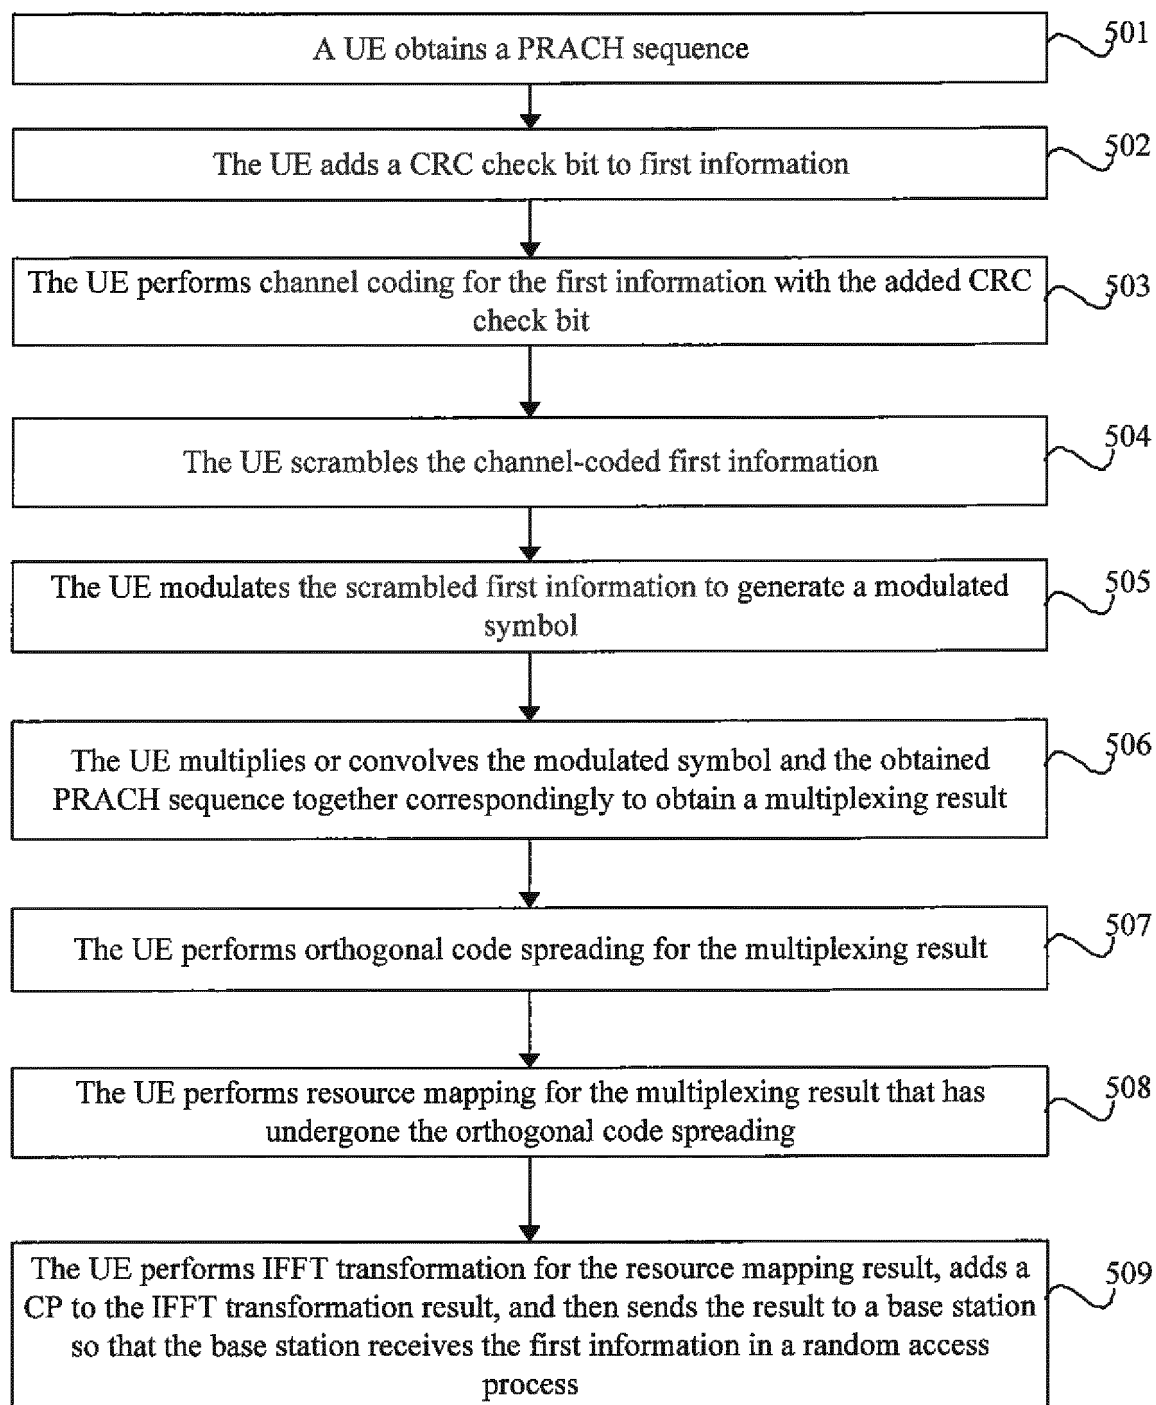 A UE obtains a PRACH sequence
501
The UE adds a CRC check bit to first information
502
The UE performs channel coding for the first information with the added CRC
check bit
503
The UE scrambles the channel-coded first information
504
The UE modulates the scrambled first information to generate a modulated
symbol
505
The UE multiplies or convolves the modulated symbol and the obtained
PRACH sequence together correspondingly to obtain a multiplexing result
506
The UE performs orthogonal code spreading for the multiplexing result
507
The UE performs resource mapping for the multiplexing result that has
undergone the orthogonal code spreading
508
The UE performs IFFT transformation for the resource mapping result, adds a
CP to the IFFT transformation result, and then sends the result to a base station
so that the base station receives the first information in a random access
process
509